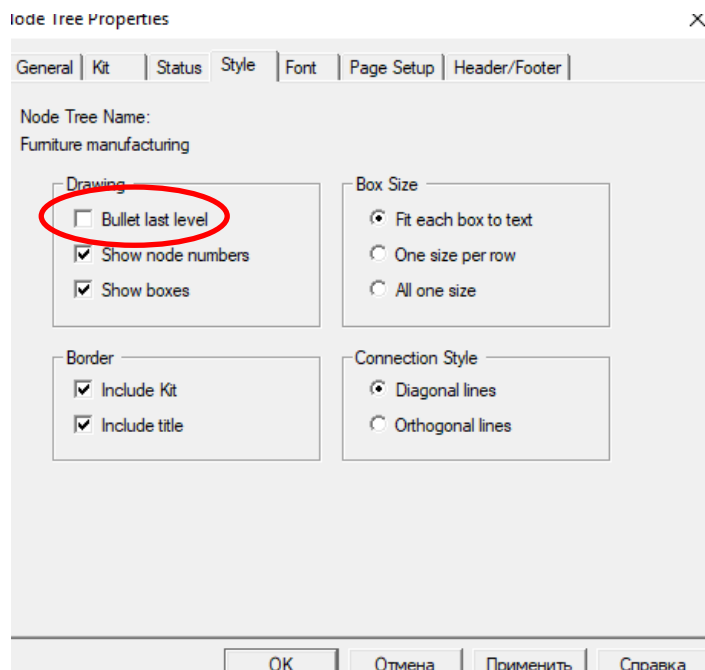 Node Tree Properties
General Kit Status Style Font Page Setup Header/Footer
Node Tree Name:
Furniture manufacturing
Drawing
Bullet last level
Show node numbers
Show boxes
Box Size
Fit each box to text
One size per row
All one size
Border
Include Kit
Include title
Connection Style
Diagonal lines
Orthogonal lines
OK Отмена Применить Справка